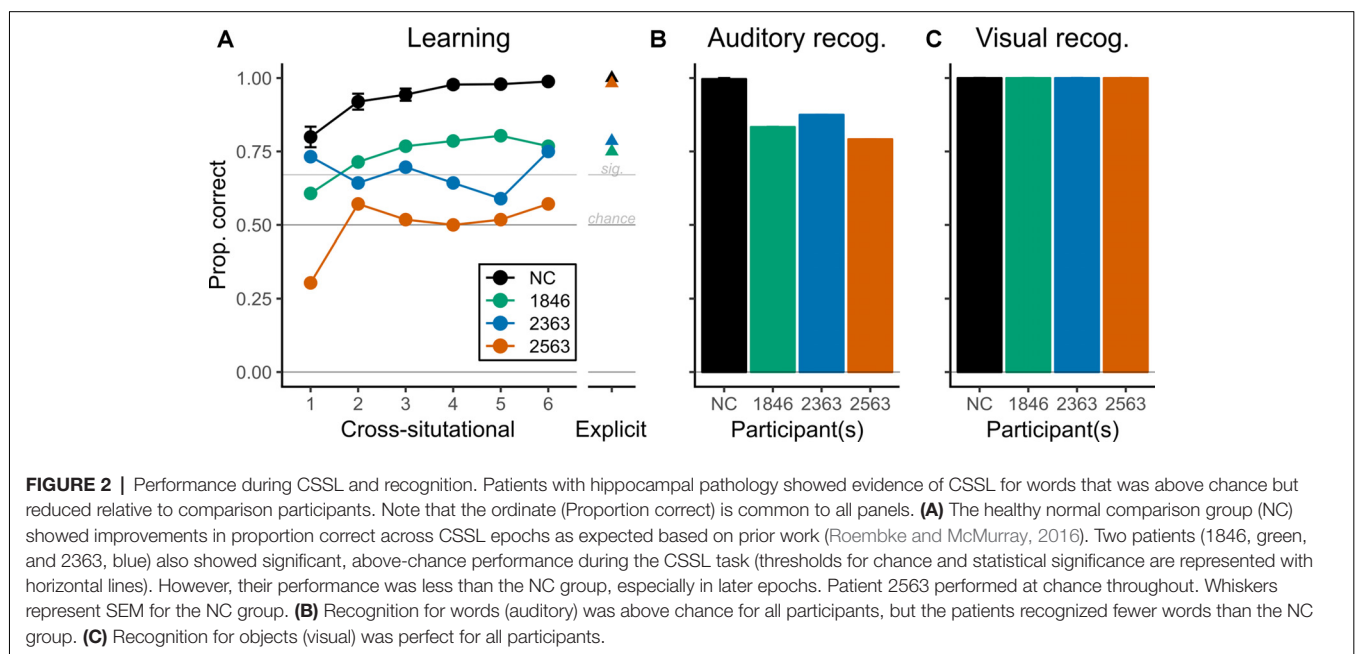 A Learning
B Auditory recog.
C Visual recog.
Prop. correct
1.00
0.75
0.50
0.25
0.00
sig.
chance
NC
1846
2363
2563
1 2 3 4 5 6
Cross-situtational
Explicit
NC 1846 2363 2563
Participant(s)
NC 1846 2363 2563
Participant(s)
FIGURE 2 | Performance during CSSL and recognition. Patients with hippocampal pathology showed evidence of CSSL for words that was above chance but
reduced relative to comparison participants. Note that the ordinate (Proportion correct) is common to all panels. (A) The healthy normal comparison group (NC)
showed improvements in proportion correct across CSSL epochs as expected based on prior work (Roembke and McMurray, 2016). Two patients (1846, green,
and 2363, blue) also showed significant, above-chance performance during the CSSL task (thresholds for chance and statistical significance are represented with
horizontal lines). However, their performance was less than the NC group, especially in later epochs. Patient 2563 performed at chance throughout. Whiskers
represent SEM for the NC group. (B) Recognition for words (auditory) was above chance for all participants, but the patients recognized fewer words than the NC
group. (C) Recognition for objects (visual) was perfect for all participants.